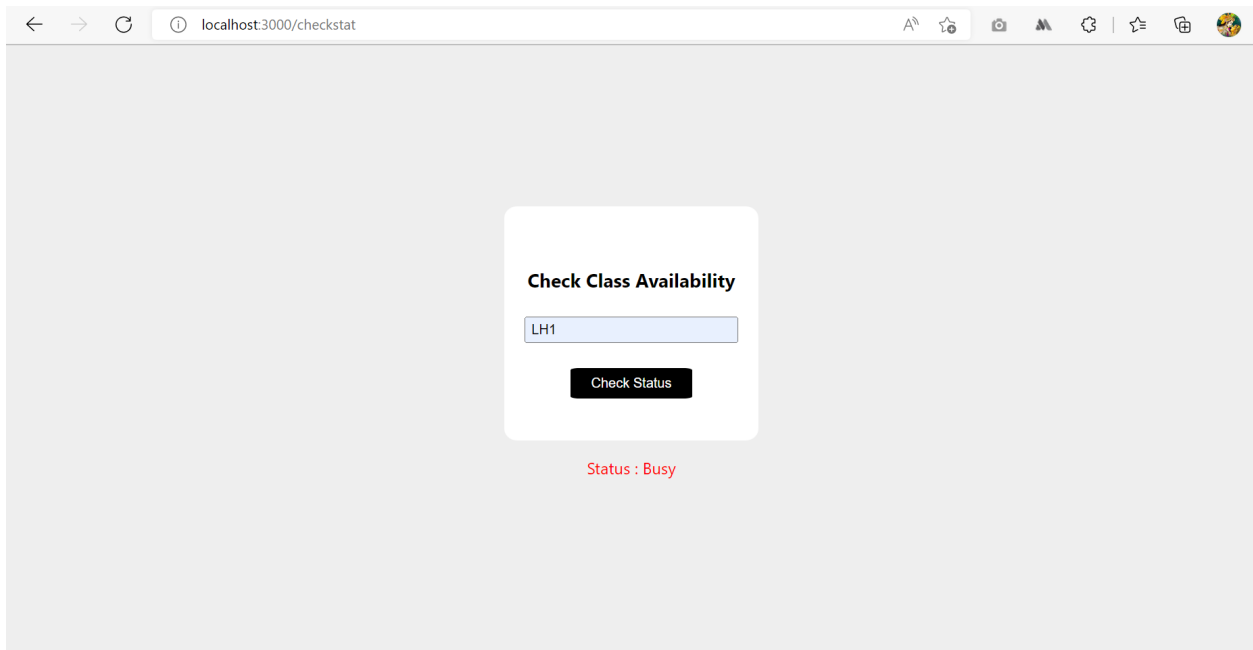 localhost:3000/checkstat
Check Class Availability
LH1
Check Status
Status : Busy